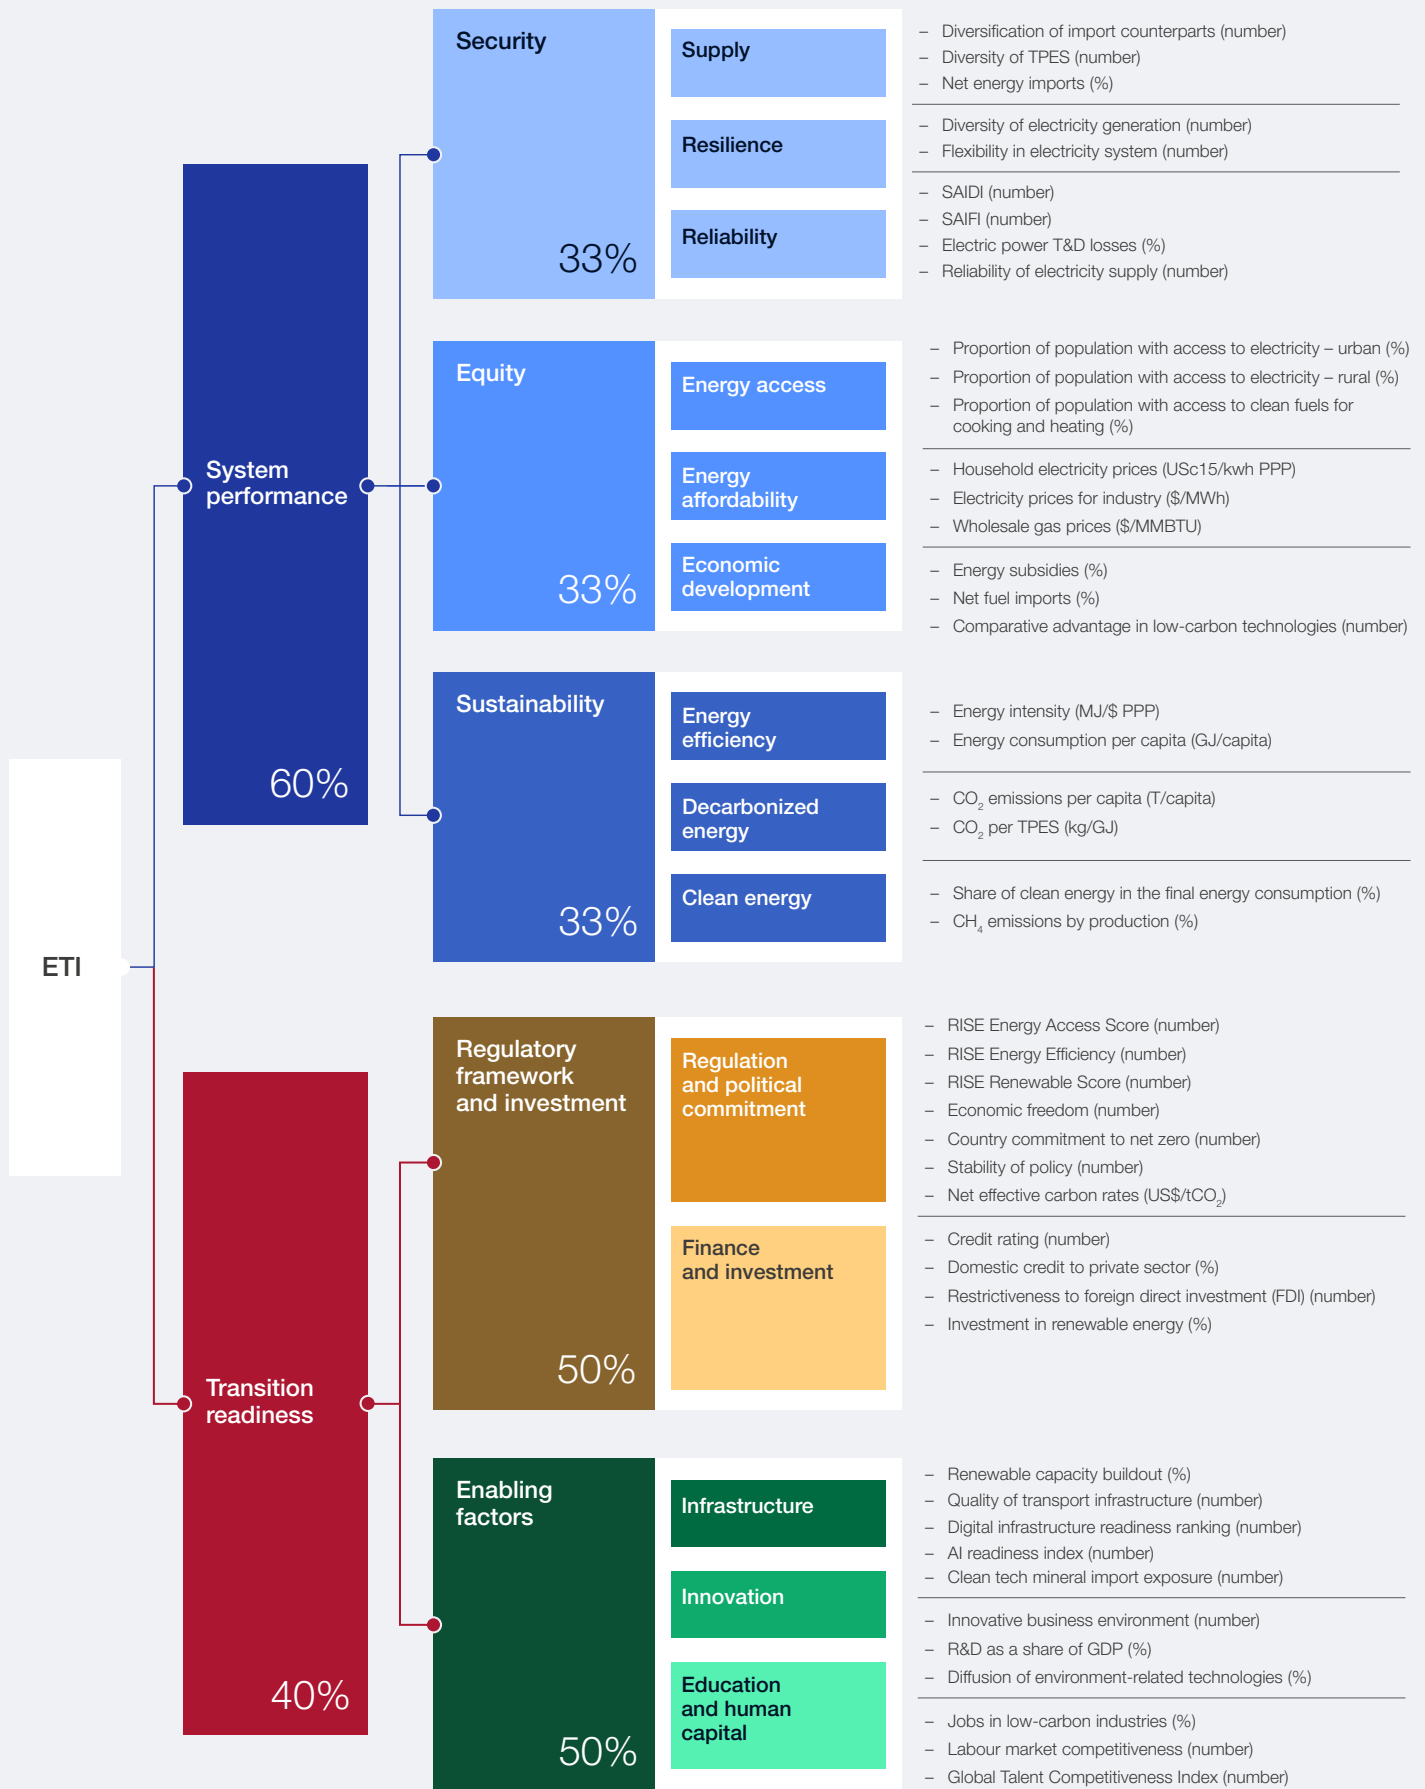 ETI
System
performance
60%
Security
33%
Supply
– Diversification of import counterparts (number)
– Diversity of TPES (number)
– Net energy imports (%)
Resilience
– Diversity of electricity generation (number)
– Flexibility in electricity system (number)
Reliability
– SAIDI (number)
– SAIFI (number)
– Electric power T&D losses (%)
– Reliability of electricity supply (number)
Equity
33%
Energy access
– Proportion of population with access to electricity – urban (%)
– Proportion of population with access to electricity – rural (%)
– Proportion of population with access to clean fuels for
cooking and heating (%)
Energy
affordability
– Household electricity prices (USc15/kwh PPP)
– Electricity prices for industry ($/MWh)
– Wholesale gas prices ($/MMBTU)
Economic
development
– Energy subsidies (%)
– Net fuel imports (%)
– Comparative advantage in low-carbon technologies (number)
Sustainability
33%
Energy
efficiency
– Energy intensity (MJ/$ PPP)
– Energy consumption per capita (GJ/capita)
Decarbonized
energy
– CO₂ emissions per capita (T/capita)
– CO₂ per TPES (kg/GJ)
Clean energy
– Share of clean energy in the final energy consumption (%)
– CH₄ emissions by production (%)
Transition
readiness
40%
Regulatory
framework
and investment
50%
Regulation
and political
commitment
– RISE Energy Access Score (number)
– RISE Energy Efficiency (number)
– RISE Renewable Score (number)
– Economic freedom (number)
– Country commitment to net zero (number)
– Stability of policy (number)
– Net effective carbon rates (US$/tCO₂)
Finance
and investment
– Credit rating (number)
– Domestic credit to private sector (%)
– Restrictiveness to foreign direct investment (FDI) (number)
– Investment in renewable energy (%)
Enabling
factors
50%
Infrastructure
– Renewable capacity buildout (%)
– Quality of transport infrastructure (number)
– Digital infrastructure readiness ranking (number)
– AI readiness index (number)
– Clean tech mineral import exposure (number)
Innovation
– Innovative business environment (number)
– R&D as a share of GDP (%)
– Diffusion of environment-related technologies (%)
Education
and human
capital
– Jobs in low-carbon industries (%)
– Labour market competitiveness (number)
– Global Talent Competitiveness Index (number)